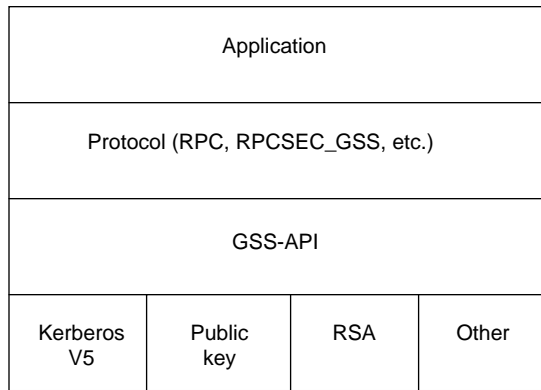 Application
Protocol (RPC, RPCSEC_GSS, etc.)
GSS-API
Kerberos
V5
Public
key
RSA
Other